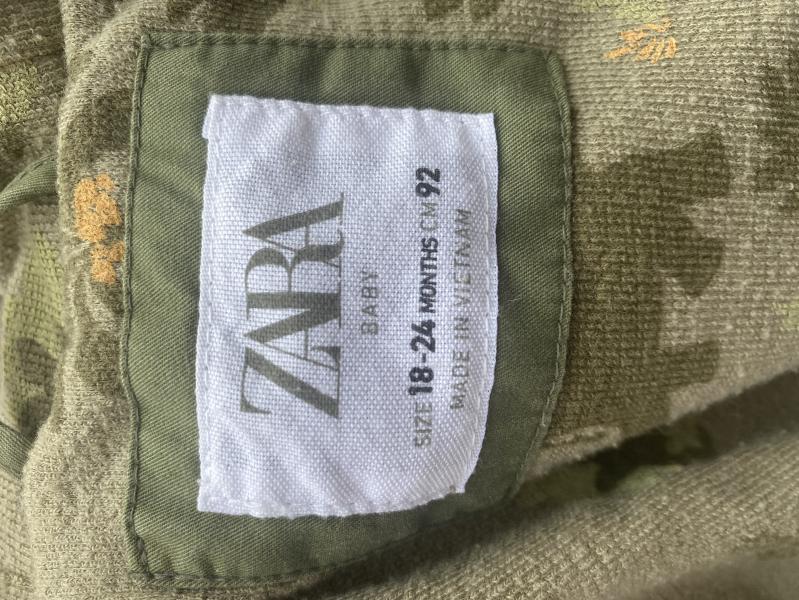 ZARA
BABY
SIZE 18-24 MONTHS CM 92
MADE IN VIETNAM